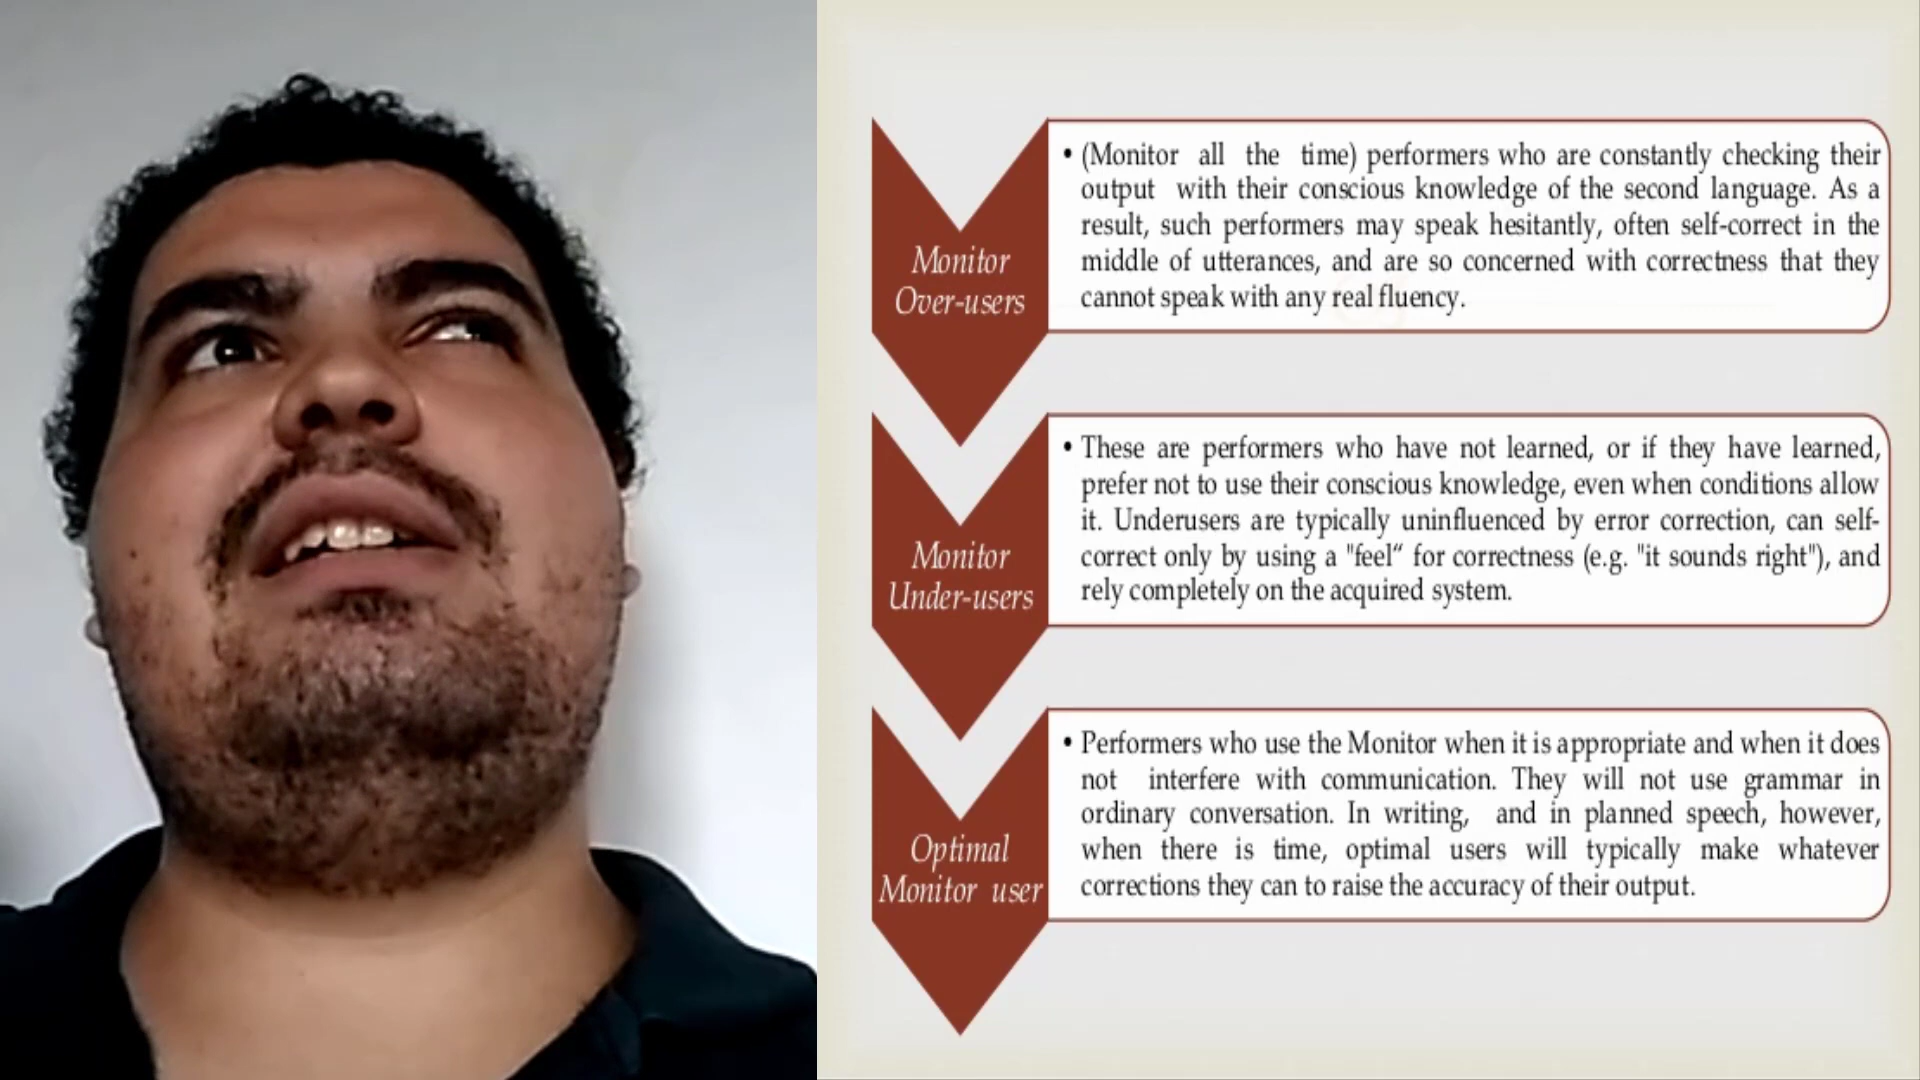 Monitor
Over-users
• (Monitor all the time) performers who are constantly checking their
output with their conscious knowledge of the second language. As a
result, such performers may speak hesitantly, often self-correct in the
middle of utterances, and are so concerned with correctness that they
cannot speak with any real fluency.
Monitor
Under-users
• These are performers who have not learned, or if they have learned,
prefer not to use their conscious knowledge, even when conditions allow
it. Underusers are typically uninfluenced by error correction, can self-
correct only by using a "feel“ for correctness (e.g. "it sounds right"), and
rely completely on the acquired system.
Optimal
Monitor user
• Performers who use the Monitor when it is appropriate and when it does
not interfere with communication. They will not use grammar in
ordinary conversation. In writing, and in planned speech, however,
when there is time, optimal users will typically make whatever
corrections they can to raise the accuracy of their output.